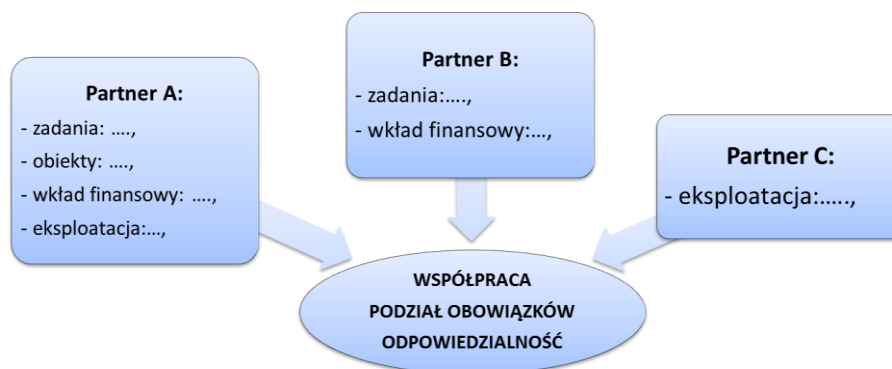 Partner A:
- zadania: ....,
- obiekty: ....,
- wkład finansowy: ....,
- eksploatacja:...,
Partner B:
- zadania:....,
- wkład finansowy:...,
Partner C:
- eksploatacja:.....,
WSPÓŁPRACA
PODZIAŁ OBOWIĄZKÓW
ODPOWIEDZIALNOŚĆ